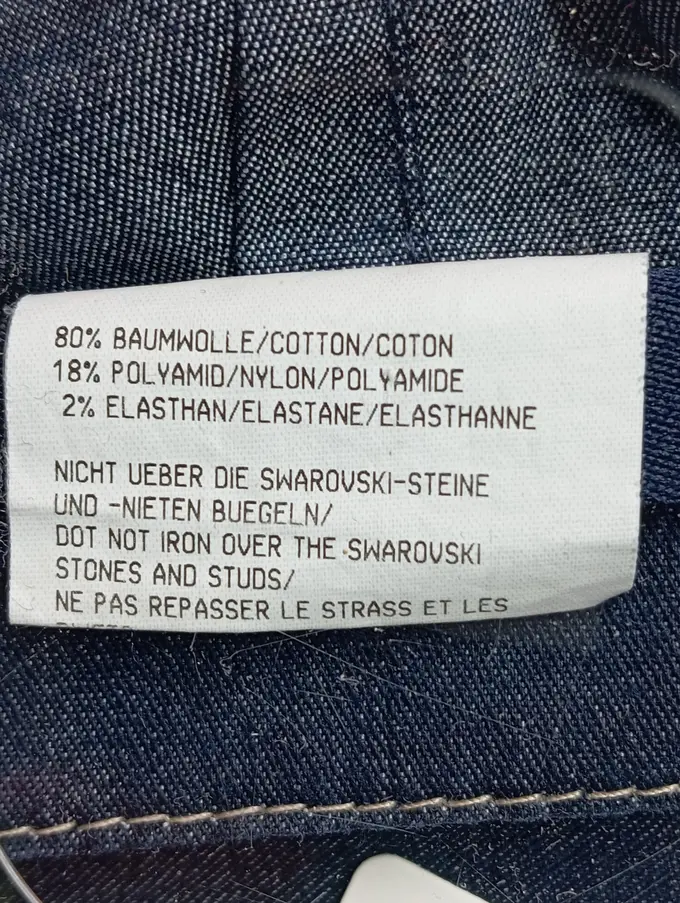 80% BAUMWOLLE/COTTON/COTON
18% POLYAMID/NYLON/POLYAMIDE
2% ELASTHAN/ELASTANE/ELASTHANNE
NICHT UEBER DIE SWAROVSKI-STEINE
UND -NIETEN BUEGELN/
DOT NOT IRON OVER THE SWAROVSKI
STONES AND STUDS/
NE PAS REPASSER LE STRASS ET LES